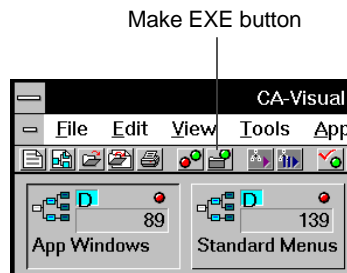 Make EXE button
CA-Visual
File Edit View Tools App
D
89
App Windows
D
139
Standard Menus